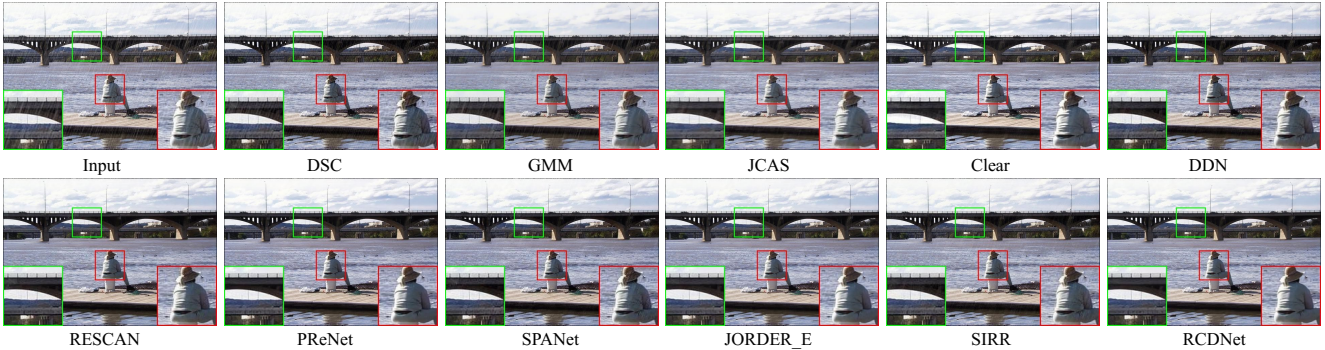 Input DSC GMM JCAS Clear DDN
RESCAN PReNet SPANet JORDER_E SIRR RCDNet